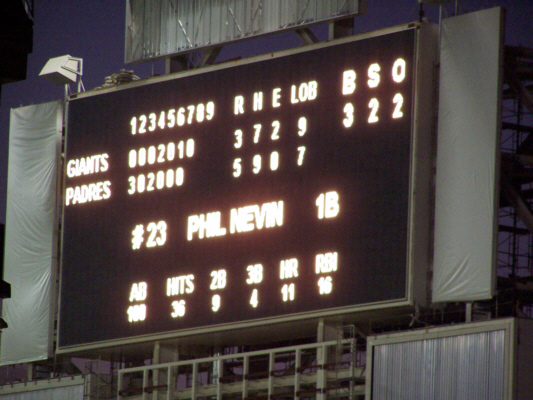 123456789 R H E LOB B S O
GIANTS 0002010 3 7 2 9 3 2 2
PADRES 302000 5 9 0 7
#23 PHIL NEVIN 1B
AB HITS 2B 3B HR RBI
100 36 9 4 11 16